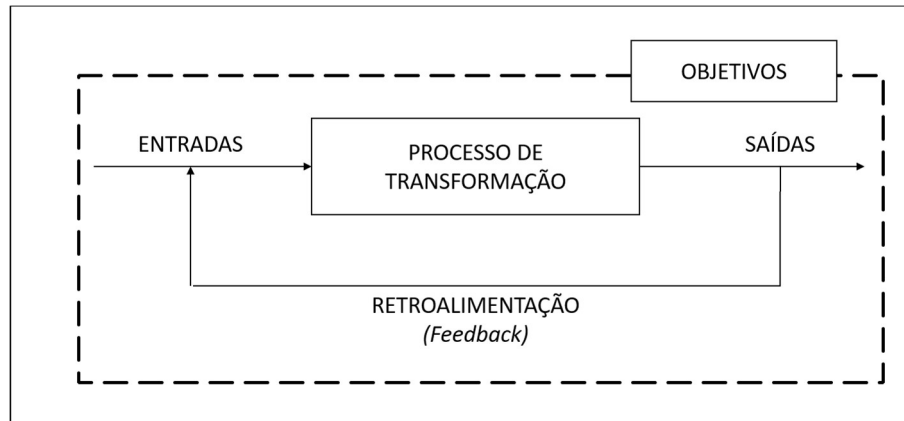 OBJETIVOS
ENTRADAS
PROCESSO DE
TRANSFORMAÇÃO
SAÍDAS
RETROALIMENTAÇÃO
(Feedback)